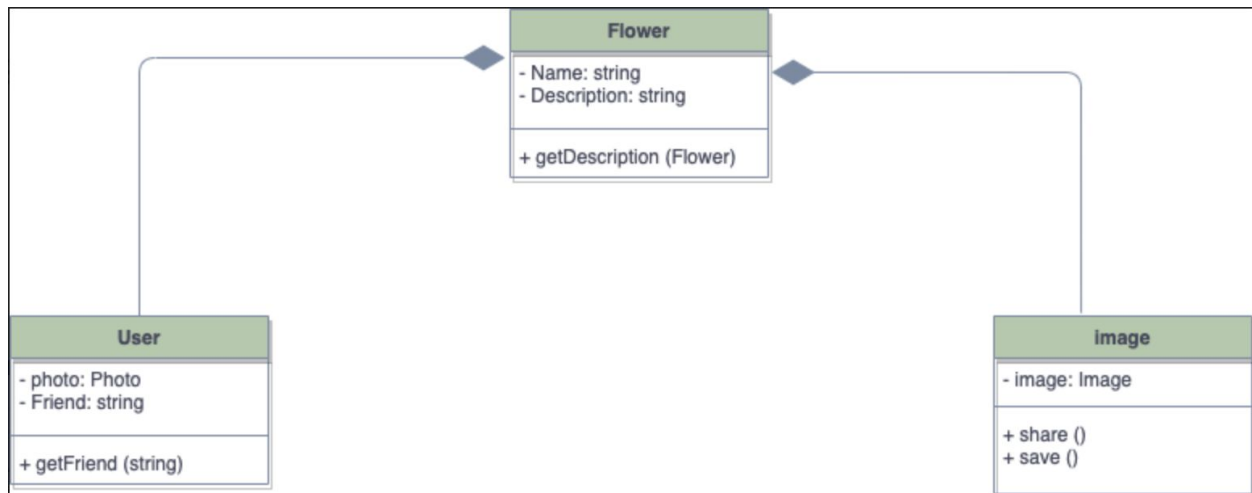 Flower
- Name: string
- Description: string
+ getDescription (Flower)
User
- photo: Photo
- Friend: string
+ getFriend (string)
image
- image: Image
+ share ()
+ save ()